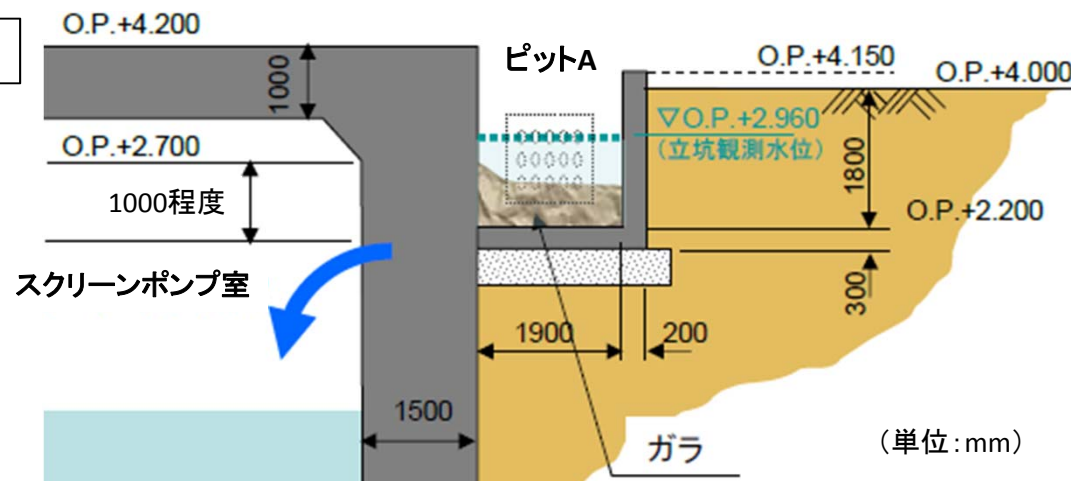 O.P.+4.200
ピットA
O.P.+4.150
O.P.+4.000
1000
O.P.+2.700
▽O.P.+2.960
(立坑観測水位)
1800
1000程度
O.P.+2.200
スクリーンポンプ室
300
1900
200
1500
ガラ
(単位:mm)